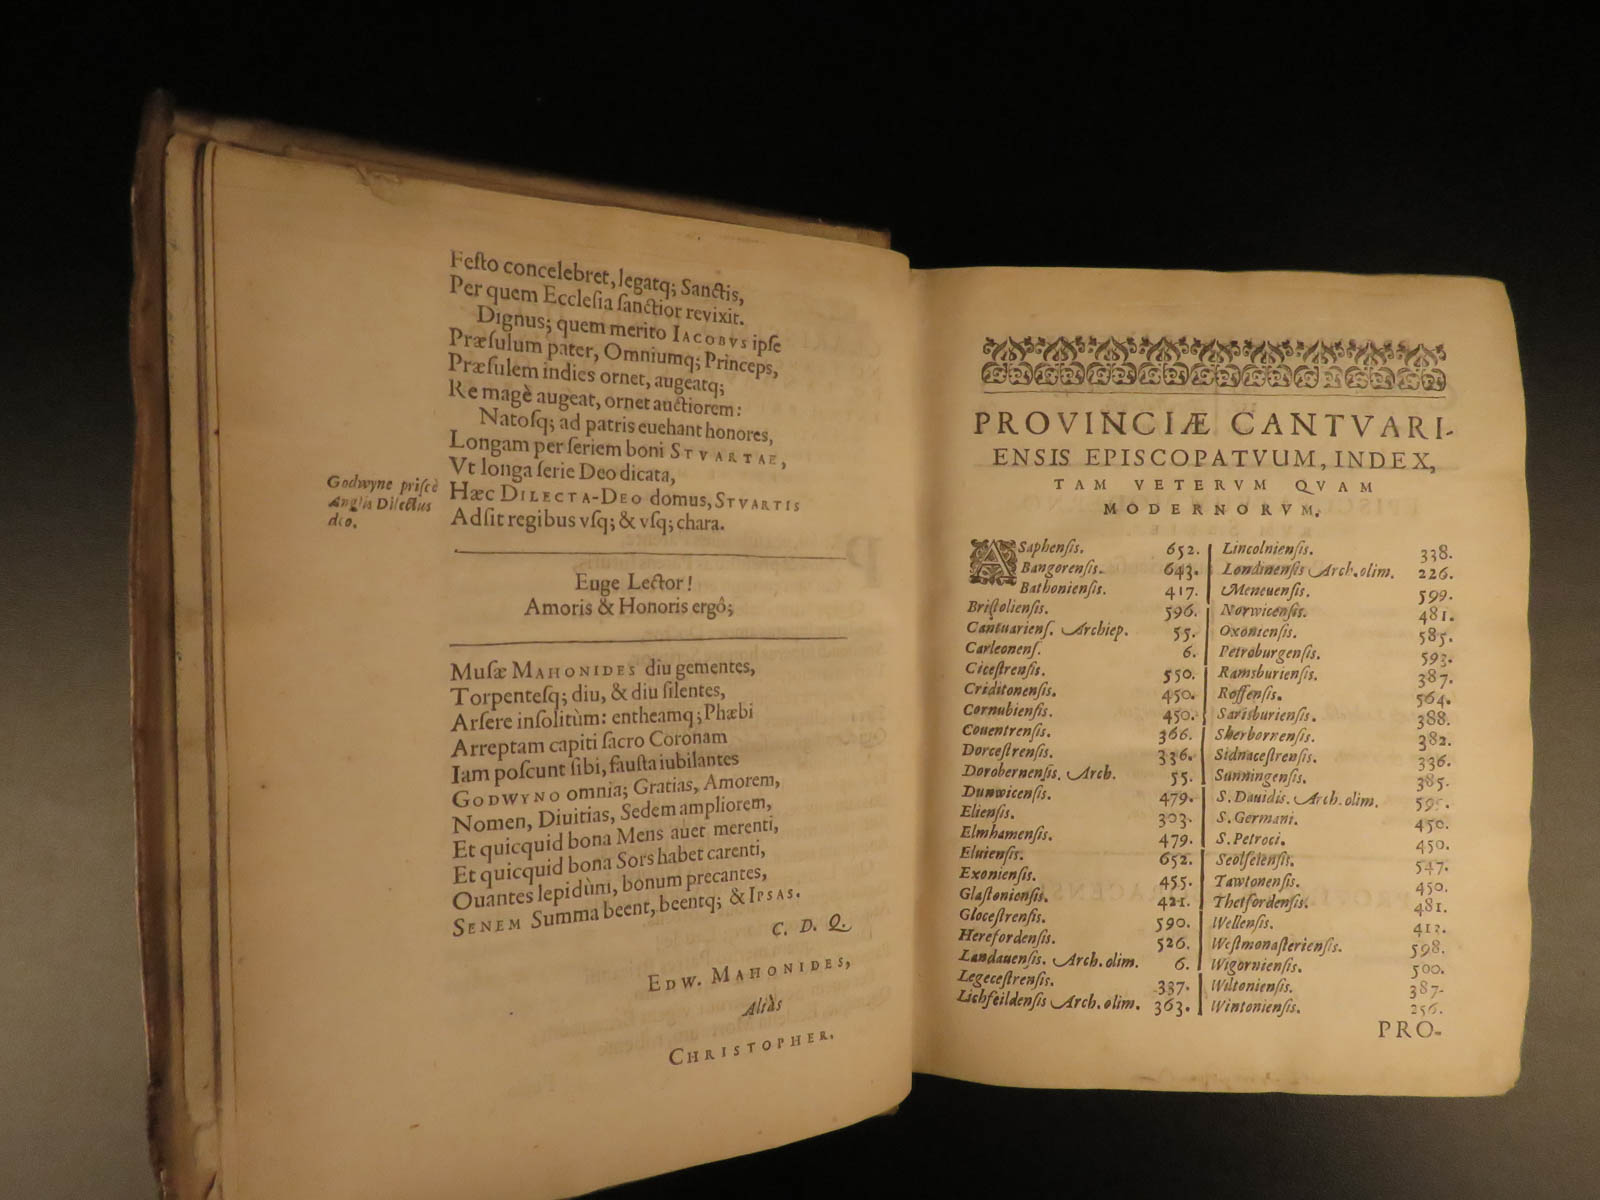 Feſto concelebret, legatq; Sanctis,
Per quem Eccleſia ſanctior revixit.
Dignus; quem merito IACOBVS ipſe
Præſulum pater, Omniumq; Princeps,
Præſulem indies ornet, augeatq;
Re magè augeat, ornet auctiorem:
Natoſq; ad patris euehant honores,
Longam per ſeriem boni STVARTAE,
Vt longa ſerie Deo dicata,
Hæc DILECTA-DEO domus, STVARTIS
Adſit regibus vſq; & vſq; chara.
Godwyne priſcè
Anglis Dilectus
deo.
Euge Lector!
Amoris & Honoris ergô;
Muſæ MAHONIDES diu gementes,
Torpenteſq; diu, & diu ſilentes,
Arſere inſolitùm: entheamq; Phæbi
Arreptam capiti ſacro Coronam
Iam poſcunt ſibi, fauſta iubilantes
GODWYNO omnia; Gratias, Amorem,
Nomen, Diuitias, Sedem ampliorem,
Et quicquid bona Mens auet merenti,
Et quicquid bona Sors habet carenti,
Ouantes lepidùm, bonum precantes,
SENEM Summa beent, beentq; & IPSAS.
C. D. Q.
EDW. MAHONIDES,
Aliàs
CHRISTOPHER.
PROVINCIÆ CANTVARI-
ENSIS EPISCOPATVVM, INDEX,
TAM VETERVM QVAM
MODERNORVM.
ASaphenſis. 652.
Bangorenſis. 643.
Bathonienſis. 417.
Briſtolienſis. 596.
Cantuarienſ. Archiep. 55.
Carleonenſ. 6.
Ciceſtrenſis. 550.
Criditonenſis. 450.
Cornubienſis. 450.
Couentrenſis. 366.
Dorceſtrenſis. 336.
Dorobernenſis. Arch. 55.
Dunwicenſis. 479.
Elienſis. 303.
Elmhamenſis. 479.
Eluienſis. 652.
Exonienſis. 455.
Glaſtonienſis. 421.
Gloceſtrenſis. 590.
Herefordenſis. 526.
Landauenſis. Arch. olim. 6.
Legeceſtrenſis. 337.
Lichfeildenſis Arch. olim. 363.
Lincolnienſis. 338.
Londinenſis Arch. olim. 226.
Meneuenſis. 599.
Norwicenſis. 481.
Oxonienſis. 585.
Petroburgenſis. 593.
Ramsburienſis. 387.
Roffenſis. 564.
Sarisburienſis. 388.
Sherbornenſis. 382.
Sidnaceſtrenſis. 336.
Sunningenſis. 385.
S. Dauidis. Arch. olim.
S. Germani. 450.
S. Petroci. 450.
Seolſeienſis. 547.
Tawtonenſis. 450.
Thetfordenſis. 481.
Wellenſis.
Weſtmonaſterienſis. 598.
Wigornienſis. 500.
Wiltonienſis. 387.
Wintonienſis. 256.
PRO-